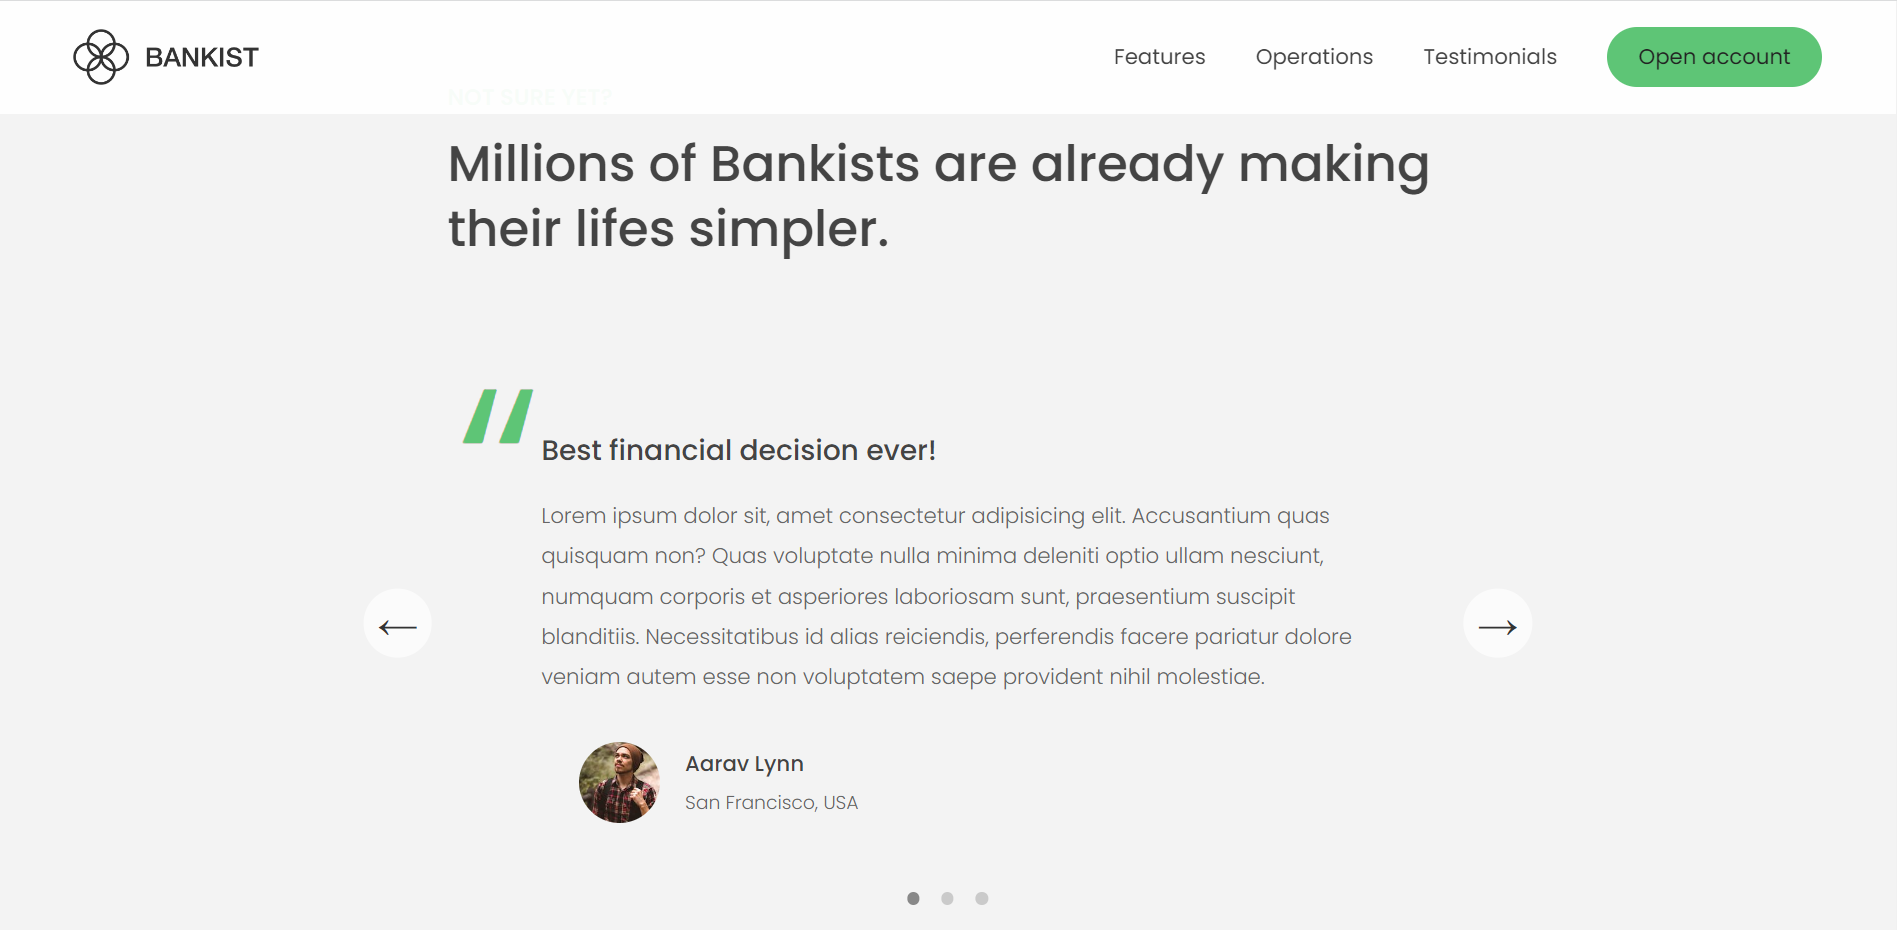 BANKIST
Features
Operations
Testimonials
Open account
NOT SURE YET?
Millions of Bankists are already making
their lifes simpler.
“
Best financial decision ever!
Lorem ipsum dolor sit, amet consectetur adipisicing elit. Accusantium quas
quisquam non? Quas voluptate nulla minima deleniti optio ullam nesciunt,
numquam corporis et asperiores laboriosam sunt, praesentium suscipit
blanditiis. Necessitatibus id alias reiciendis, perferendis facere pariatur dolore
veniam autem esse non voluptatem saepe provident nihil molestiae.
←
→
Aarav Lynn
San Francisco, USA